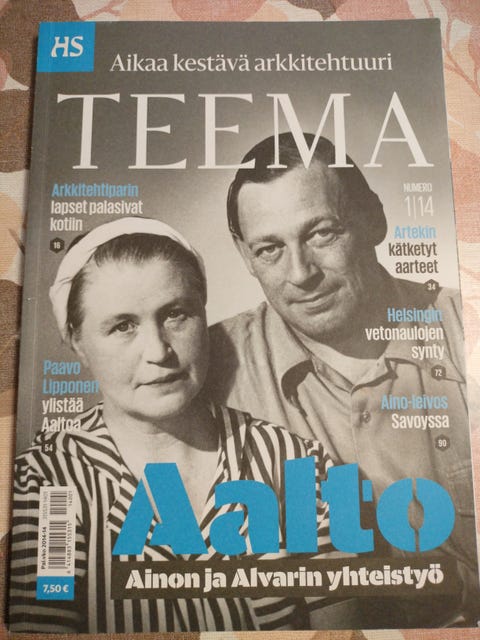 HS
Aikaa kestävä arkkitehtuuri
TEEMA
NUMERO
1|14
Arkkitehtiparin
lapset palasivat
kotiin
16
Artekin
kätketyt
aarteet
34
Helsingin
vetonaulojen
synty
72
Paavo
Lipponen
ylistää
Aaltoa
54
Aino-leivos
Savoyssa
90
Aalto
Ainon ja Alvarin yhteistyö
7,50 €